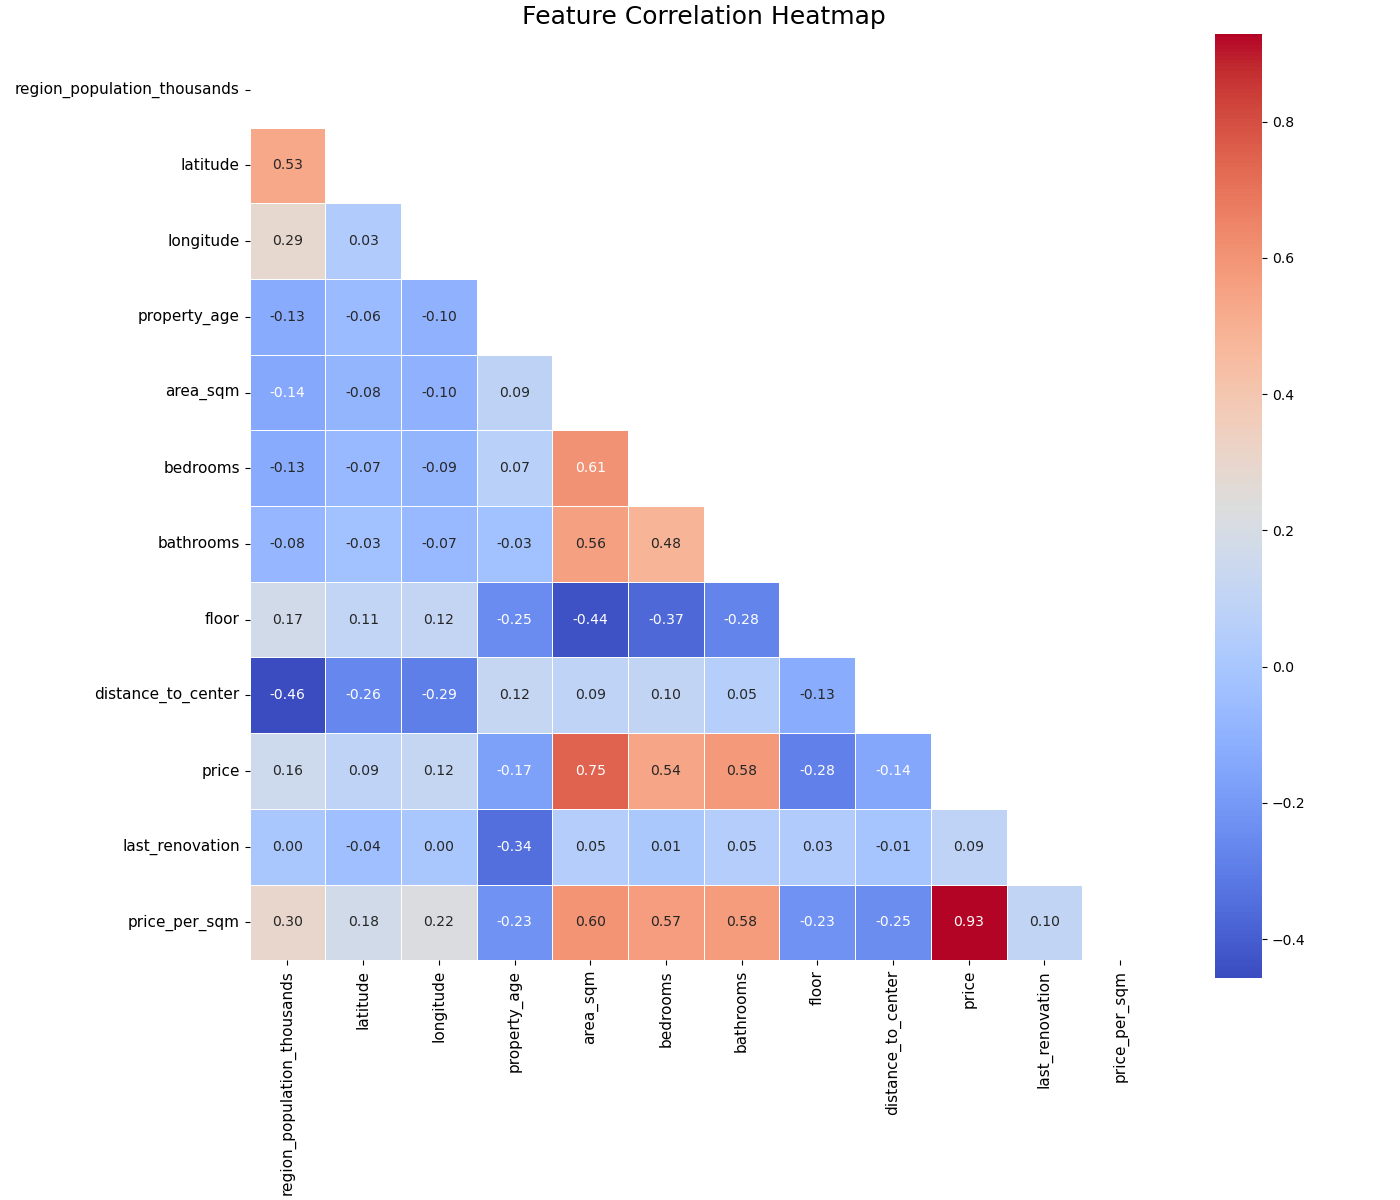 Feature Correlation Heatmap
region_population_thousands
latitude 0.53
longitude 0.29 0.03
property_age -0.13 -0.06 -0.10
area_sqm -0.14 -0.08 -0.10 0.09
bedrooms -0.13 -0.07 -0.09 0.07 0.61
bathrooms -0.08 -0.03 -0.07 -0.03 0.56 0.48
floor 0.17 0.11 0.12 -0.25 -0.44 -0.37 -0.28
distance_to_center -0.46 -0.26 -0.29 0.12 0.09 0.10 0.05 -0.13
price 0.16 0.09 0.12 -0.17 0.75 0.54 0.58 -0.28 -0.14
last_renovation 0.00 -0.04 0.00 -0.34 0.05 0.01 0.05 0.03 -0.01 0.09
price_per_sqm 0.30 0.18 0.22 -0.23 0.60 0.57 0.58 -0.23 -0.25 0.93 0.10
region_population_thousands
latitude
longitude
property_age
area_sqm
bedrooms
bathrooms
floor
distance_to_center
price
last_renovation
price_per_sqm
0.8
0.6
0.4
0.2
0.0
−0.2
−0.4